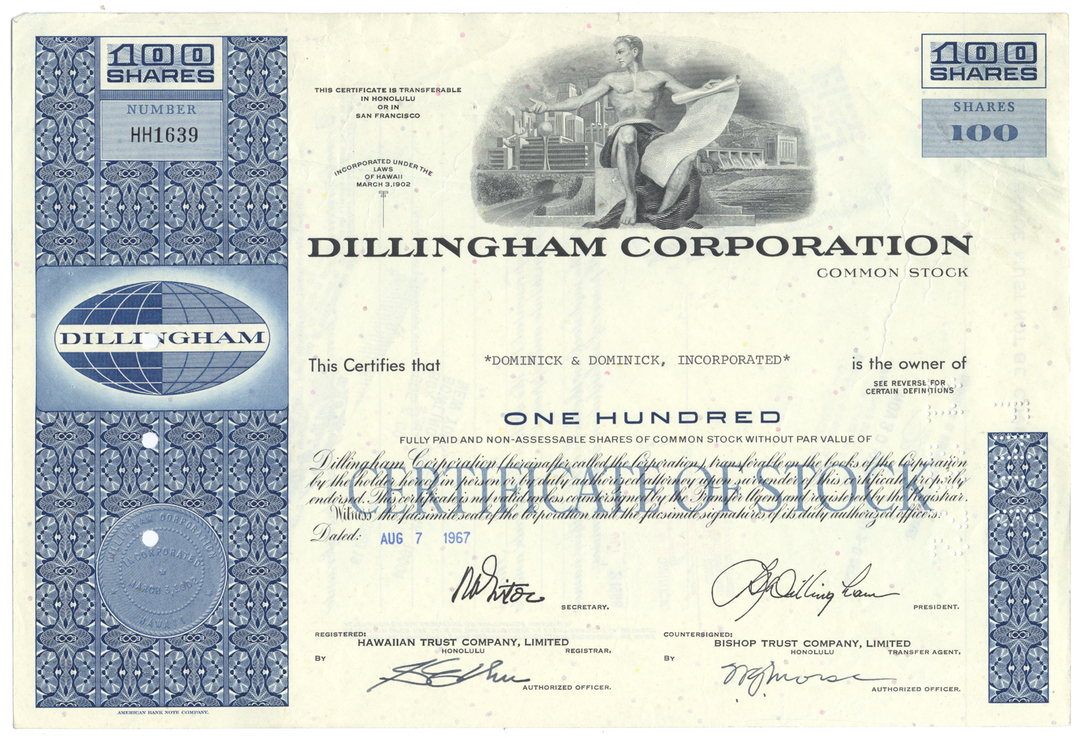 100
SHARES
NUMBER
HH1639
THIS CERTIFICATE IS TRANSFERABLE
IN HONOLULU
OR IN
SAN FRANCISCO
INCORPORATED UNDER THE
LAWS
OF HAWAII
MARCH 3, 1902
100
SHARES
SHARES
100
DILLINGHAM CORPORATION
COMMON STOCK
DILLINGHAM
This Certifies that *DOMINICK & DOMINICK, INCORPORATED* is the owner of
SEE REVERSE FOR
CERTAIN DEFINITIONS
ONE HUNDRED
FULLY PAID AND NON-ASSESSABLE SHARES OF COMMON STOCK WITHOUT PAR VALUE OF
CERTIFICATE OF STOCK
Dillingham Corporation (hereinafter called the Corporation) transferable on the books of the Corporation
by the holder hereof in person or by duly authorized attorney upon surrender of this certificate properly
endorsed. This certificate is not valid unless countersigned by the Transfer Agent and registered by the Registrar.
Witness the facsimile seal of the Corporation and the facsimile signatures of its duly authorized officers.
Dated: AUG 7 1967
INCORPORATED
SECRETARY.
Dillingham
PRESIDENT.
REGISTERED:
HAWAIIAN TRUST COMPANY, LIMITED
HONOLULU REGISTRAR.
BY
AUTHORIZED OFFICER.
COUNTERSIGNED:
BISHOP TRUST COMPANY, LIMITED
HONOLULU TRANSFER AGENT.
BY
AUTHORIZED OFFICER.
AMERICAN BANK NOTE COMPANY.